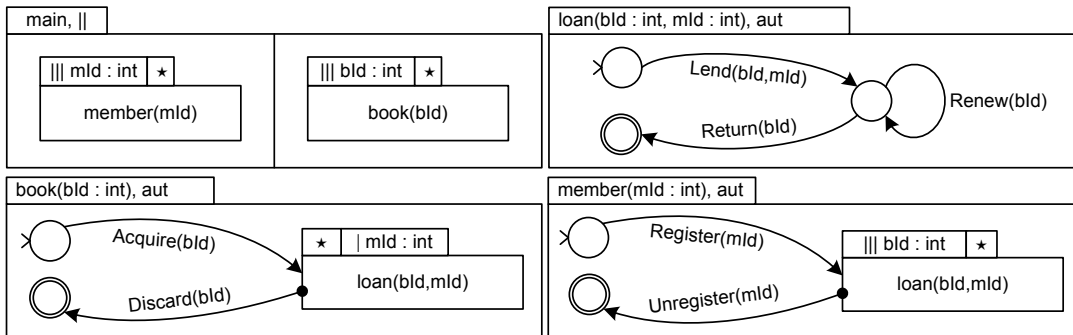 main, ||
||| mId : int ★
member(mId)
||| bId : int ★
book(bId)
loan(bId : int, mId : int), aut
Lend(bId,mId)
Renew(bId)
Return(bId)
book(bId : int), aut
Acquire(bId)
★ | mId : int
loan(bId,mId)
Discard(bId)
member(mId : int), aut
Register(mId)
||| bId : int ★
loan(bId,mId)
Unregister(mId)